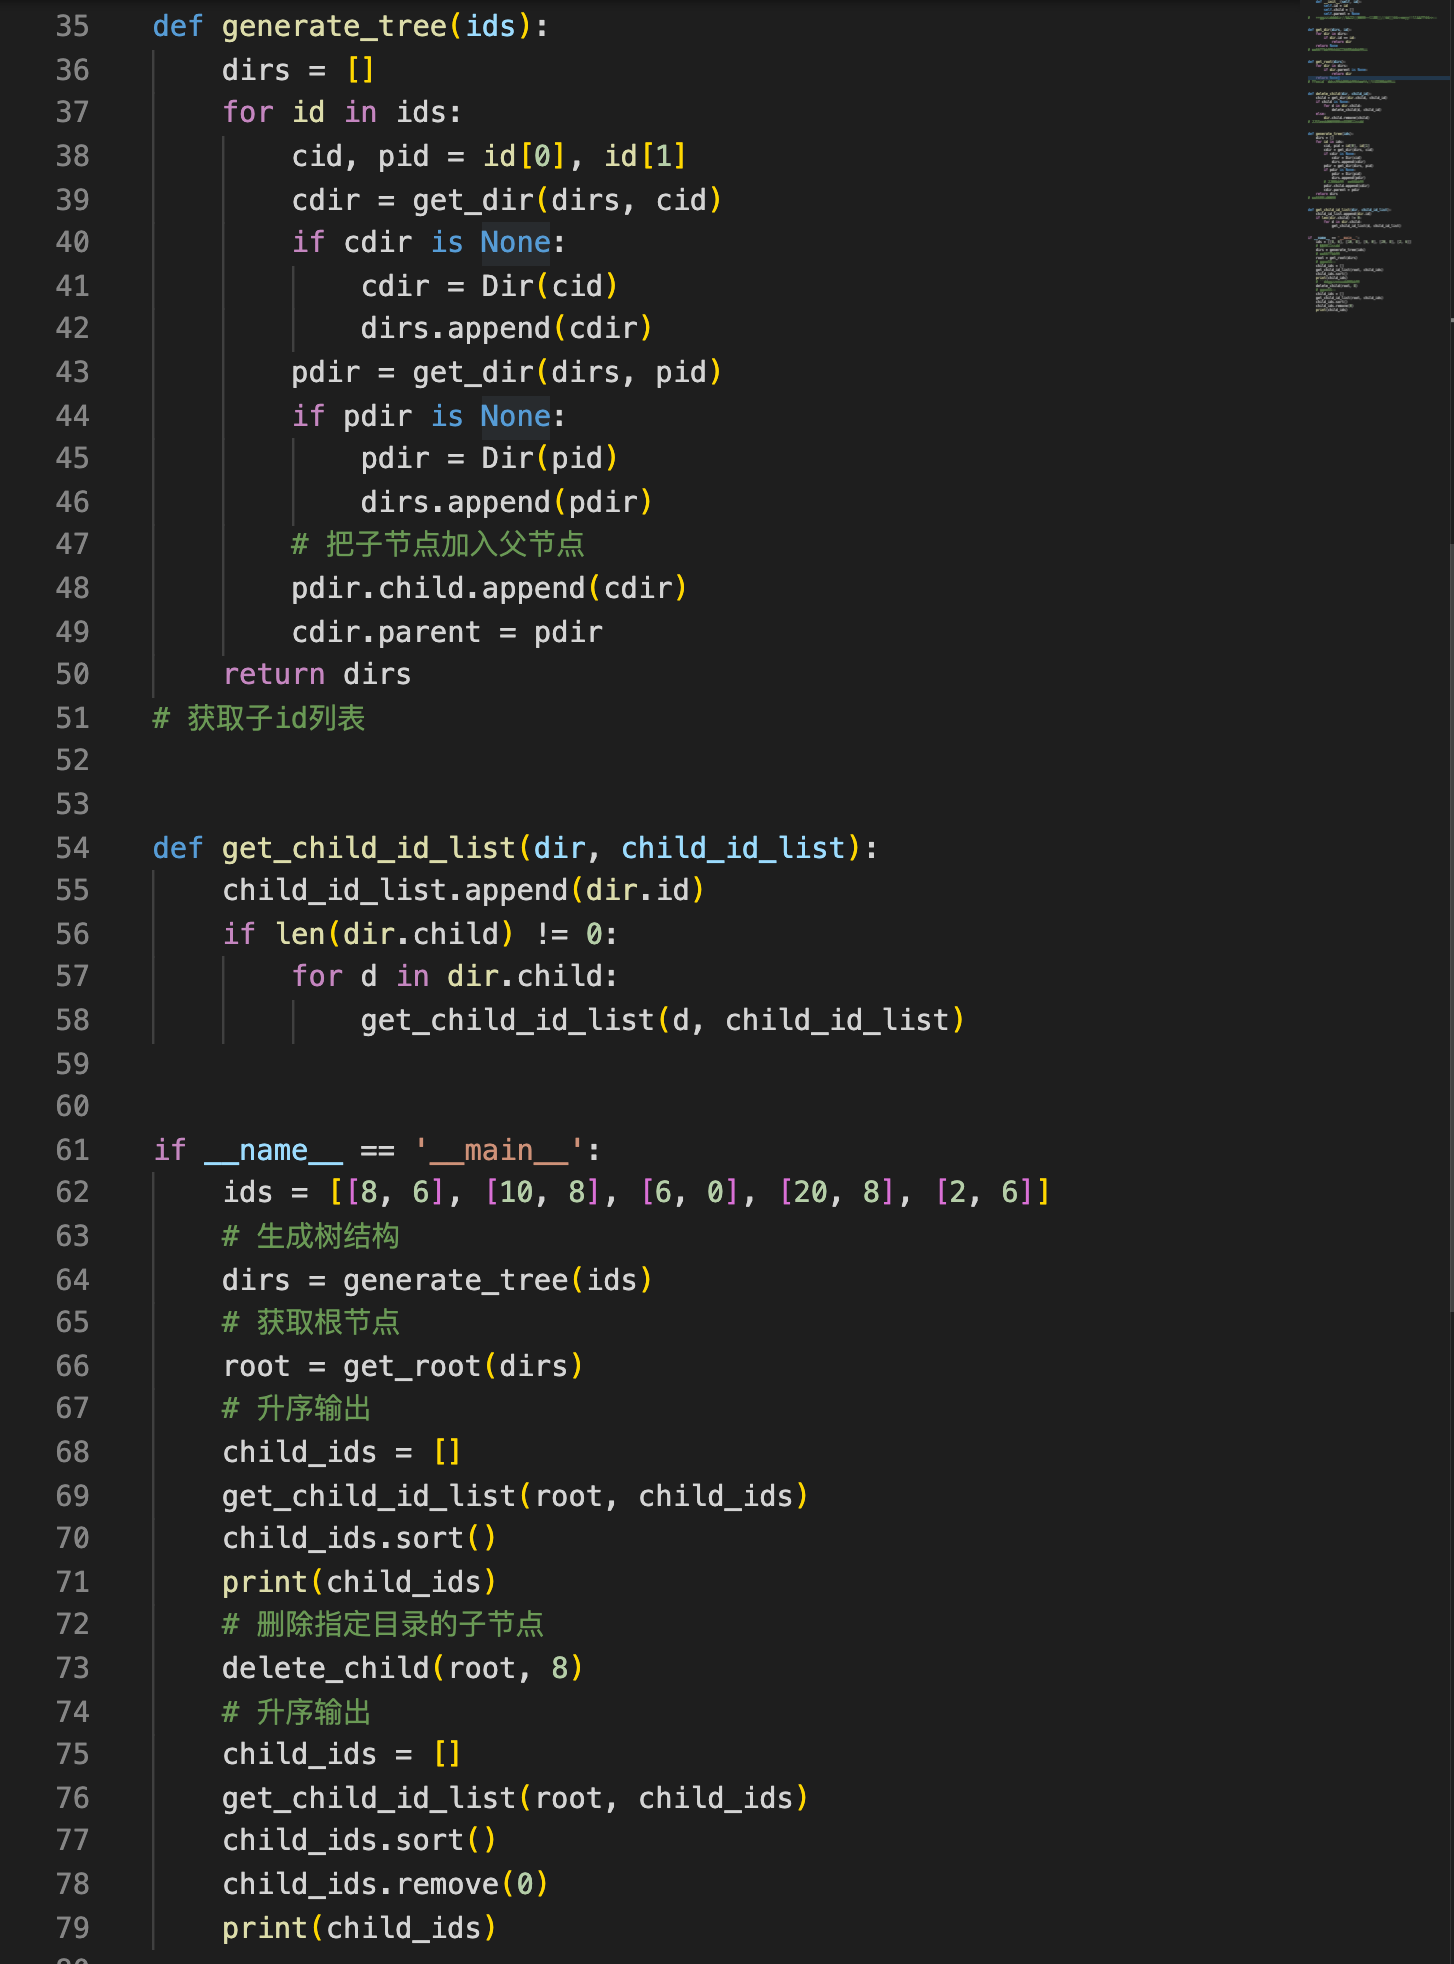 35 def generate_tree(ids):
36     dirs = []
37     for id in ids:
38         cid, pid = id[0], id[1]
39         cdir = get_dir(dirs, cid)
40         if cdir is None:
41             cdir = Dir(cid)
42             dirs.append(cdir)
43         pdir = get_dir(dirs, pid)
44         if pdir is None:
45             pdir = Dir(pid)
46             dirs.append(pdir)
47         # 把子节点加入父节点
48         pdir.child.append(cdir)
49         cdir.parent = pdir
50     return dirs
51 # 获取子id列表
52
53
54 def get_child_id_list(dir, child_id_list):
55     child_id_list.append(dir.id)
56     if len(dir.child) != 0:
57         for d in dir.child:
58             get_child_id_list(d, child_id_list)
59
60
61 if __name__ == '__main__':
62     ids = [[8, 6], [10, 8], [6, 0], [20, 8], [2, 6]]
63     # 生成树结构
64     dirs = generate_tree(ids)
65     # 获取根节点
66     root = get_root(dirs)
67     # 升序输出
68     child_ids = []
69     get_child_id_list(root, child_ids)
70     child_ids.sort()
71     print(child_ids)
72     # 删除指定目录的子节点
73     delete_child(root, 8)
74     # 升序输出
75     child_ids = []
76     get_child_id_list(root, child_ids)
77     child_ids.sort()
78     child_ids.remove(0)
79     print(child_ids)